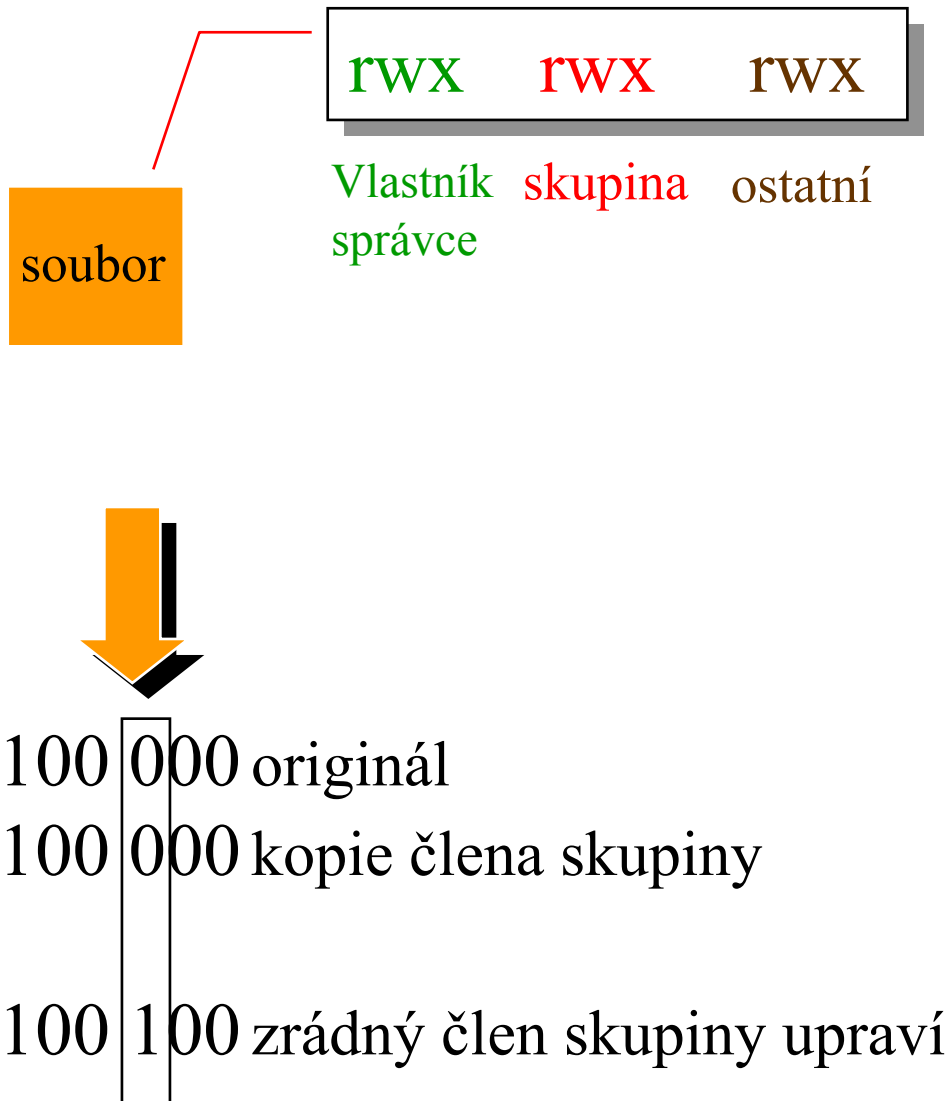 rwx rwx rwx
Vlastník skupina ostatní
správce
soubor
100 000 originál
100 000 kopie člena skupiny
100 100 zrádný člen skupiny upraví